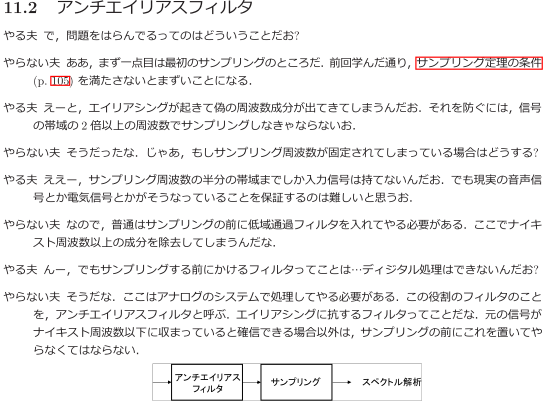 11.2 アンチエイリアスフィルタ
やる夫 で，問題をはらんでるってのはどういうことだお?
やらない夫 ああ，まず一点目は最初のサンプリングのところだ．前回学んだ通り，サンプリング定理の条件
(p. 105) を満たさないとまずいことになる．
やる夫 えーと，エイリアシングが起きて偽の周波数成分が出てきてしまうんだお．それを防ぐには，信号
の帯域の 2 倍以上の周波数でサンプリングしなきゃならないお．
やらない夫 そうだったな．じゃあ，もしサンプリング周波数が固定されてしまっている場合はどうする?
やる夫 ええー，サンプリング周波数の半分の帯域までしか入力信号は持てないんだお．でも現実の音声信
号とか電気信号とかがそうなっていることを保証するのは難しいと思うお．
やらない夫 なので，普通はサンプリングの前に低域通過フィルタを入れてやる必要がある．ここでナイキ
スト周波数以上の成分を除去してしまうんだな．
やる夫 んー，でもサンプリングする前にかけるフィルタってことは…ディジタル処理はできないんだお?
やらない夫 そうだな．ここはアナログのシステムで処理してやる必要がある．この役割のフィルタのこと
を，アンチエイリアスフィルタと呼ぶ．エイリアシングに抗するフィルタってことだな．元の信号が
ナイキスト周波数以下に収まっていると確信できる場合以外は，サンプリングの前にこれを置いてや
らなくてはならない．
アンチエイリアス
フィルタ
サンプリング
スペクトル解析